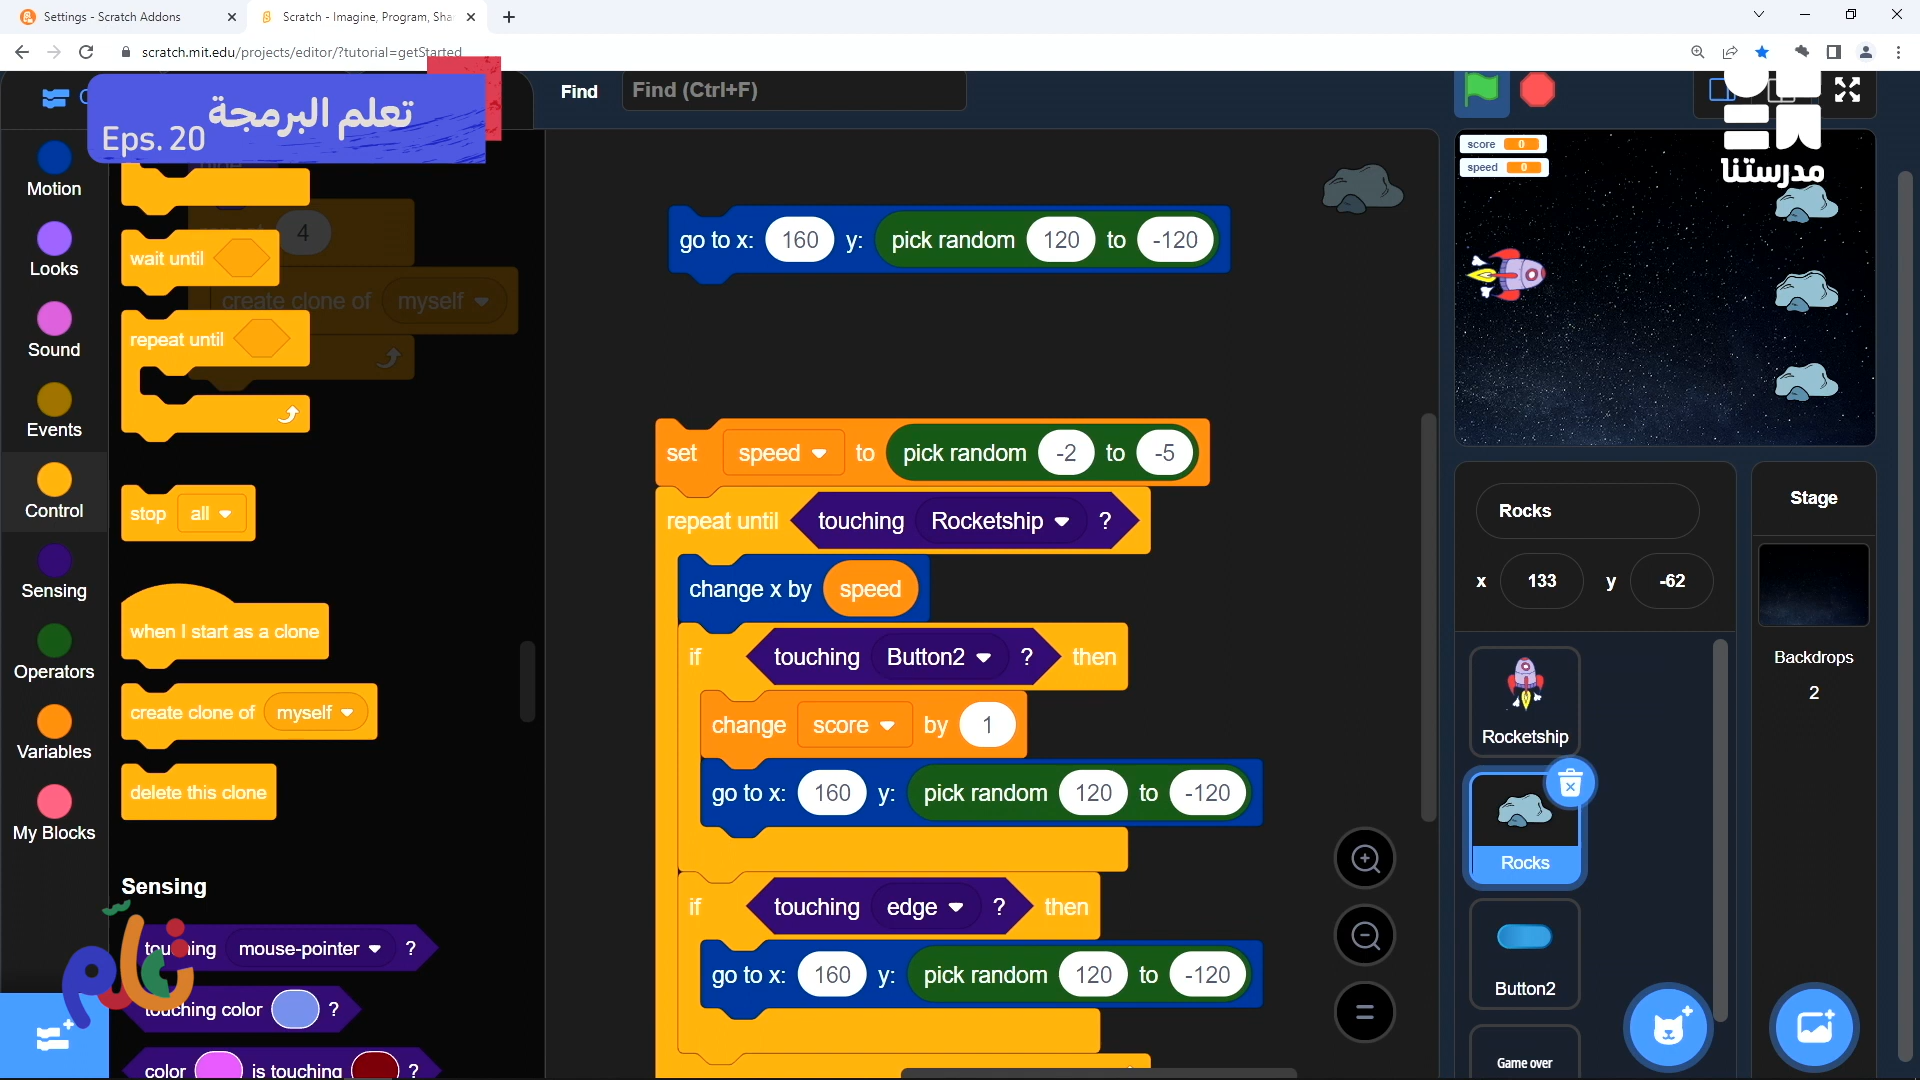 Settings - Scratch Addons
Scratch - Imagine, Program, Sha
scratch.mit.edu/projects/editor/?tutorial=getStarted
تعلم البرمجة
Eps. 20
Find
Find (Ctrl+F)
مدرستنا
score 0
speed 0
Motion
Looks
Sound
Events
Control
Sensing
Operators
Variables
My Blocks
4
wait until
create clone of myself
repeat until
stop all
when I start as a clone
create clone of myself
delete this clone
Sensing
touching mouse-pointer ?
touching color ?
color is touching ?
go to x: 160 y: pick random 120 to -120
set speed to pick random -2 to -5
repeat until touching Rocketship ?
change x by speed
if touching Button2 ? then
change score by 1
go to x: 160 y: pick random 120 to -120
if touching edge ? then
go to x: 160 y: pick random 120 to -120
Rocks
x 133 y -62
Rocketship
Rocks
Button2
Game over
Stage
Backdrops
2